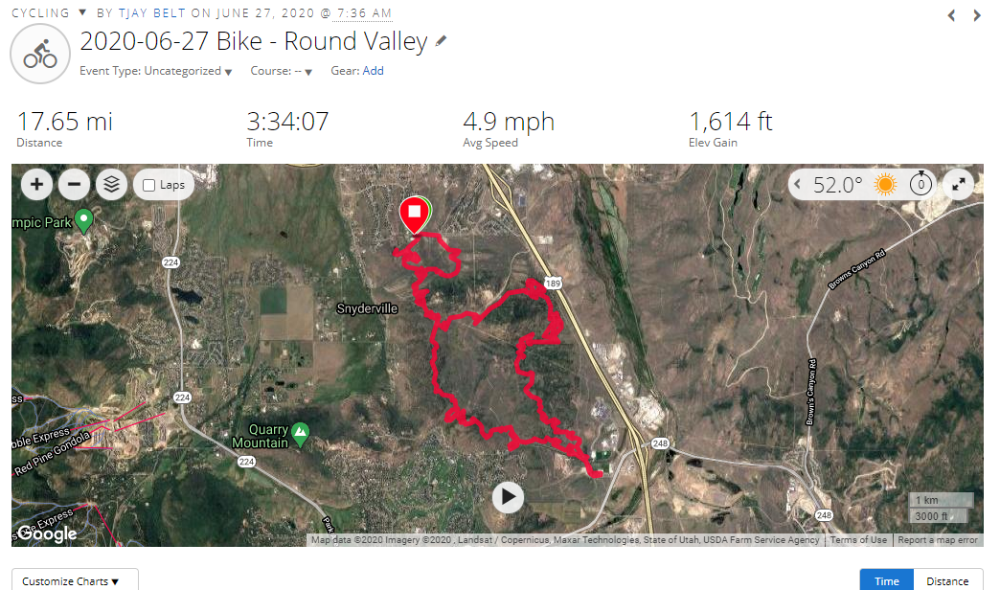 CYCLING ▼ BY TJAY BELT ON JUNE 27, 2020 @ 7:36 AM
2020-06-27 Bike - Round Valley
Event Type: Uncategorized ▼ Course: -- ▼ Gear: Add
17.65 mi
Distance
3:34:07
Time
4.9 mph
Avg Speed
1,614 ft
Elev Gain
Laps
52.0°
0
mpic Park
224
Browns Canyon Rd
189
Snyderville
Brown's Canyon Rd
224
ss
Quarry
Mountain
bble Express
Red Pine Gondola
248
224
1 km
3000 ft
248
Park
Express
Google
Map data ©2020 Imagery ©2020 , Landsat / Copernicus, Maxar Technologies, State of Utah, USDA Farm Service Agency
Terms of Use
Report a map error
Customize Charts ▼
Time
Distance